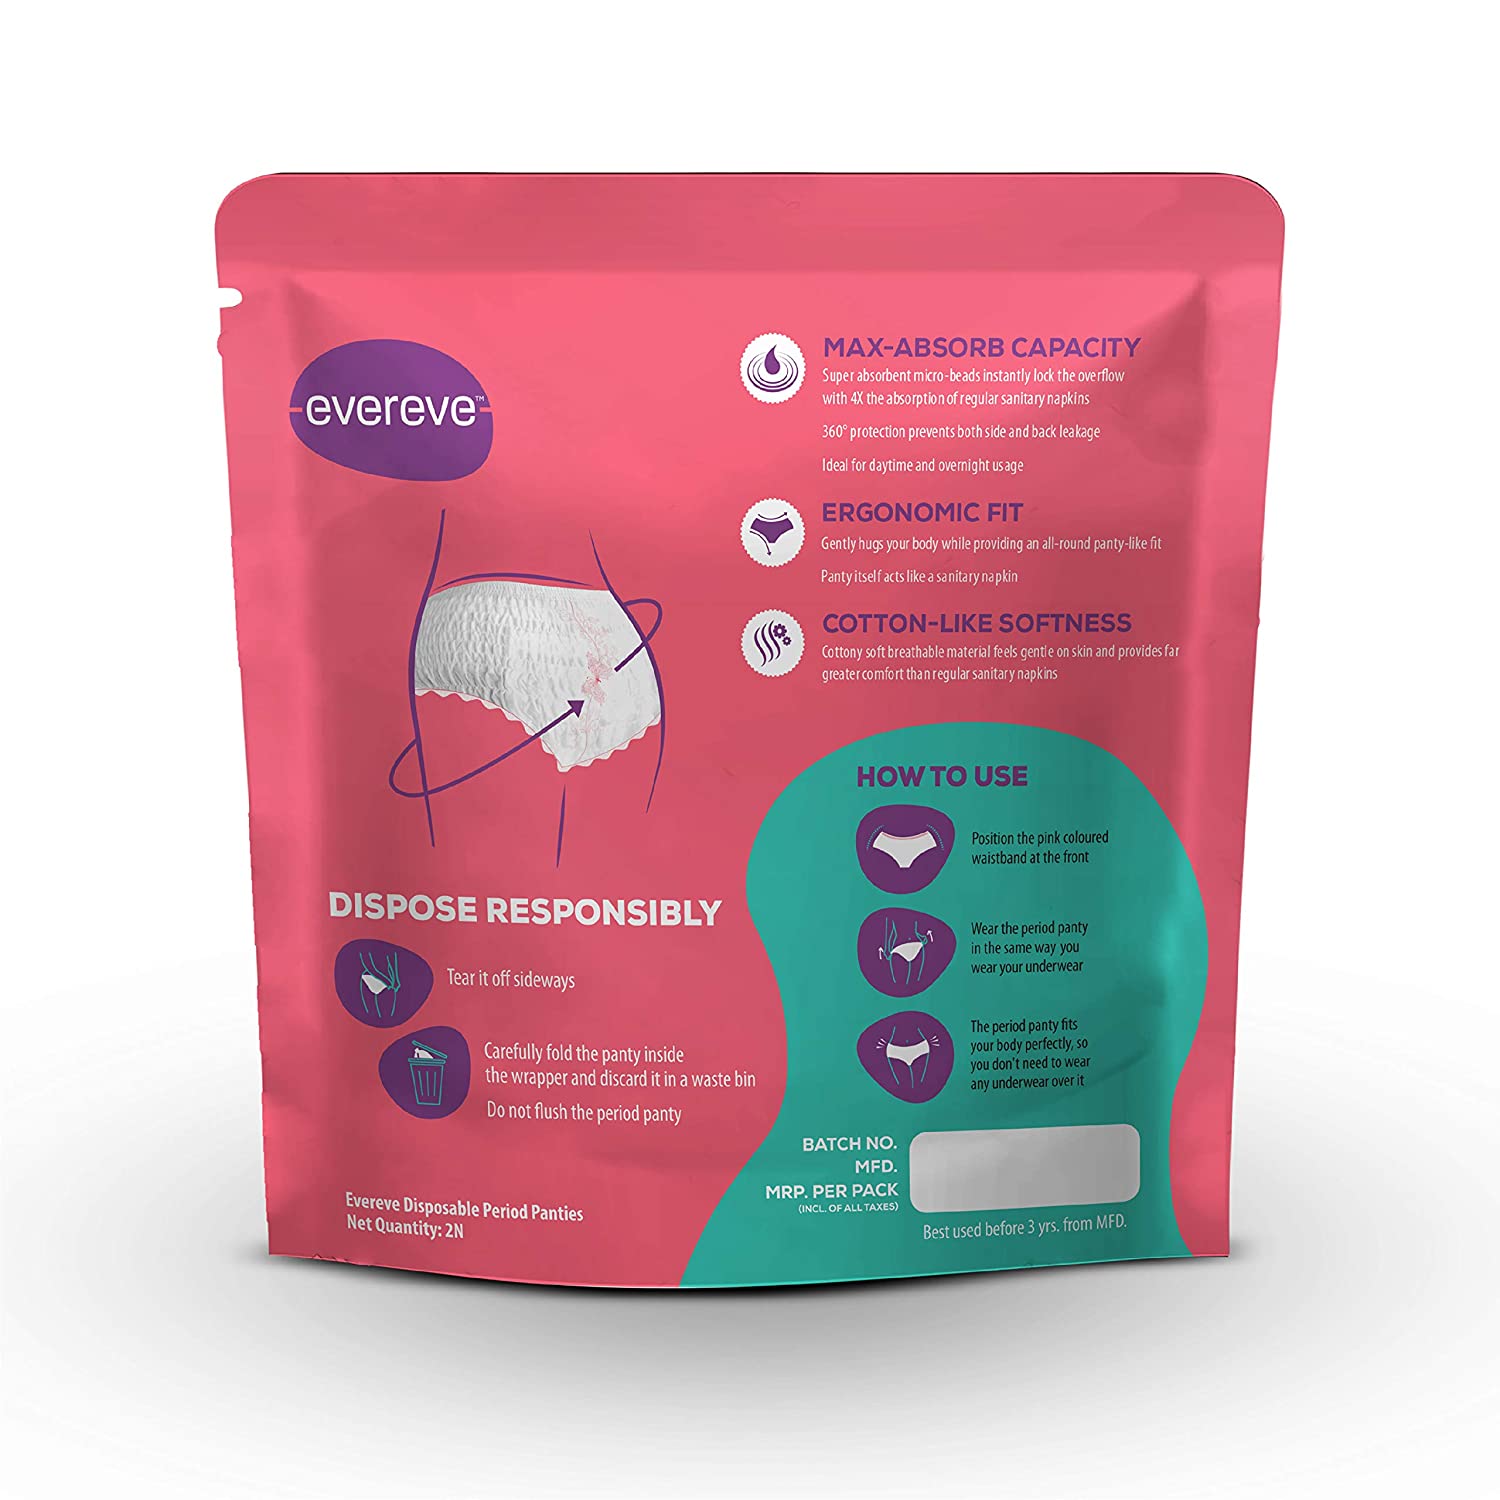 evereve™
MAX-ABSORB CAPACITY
Super absorbent micro-beads instantly lock the overflow
with 4X the absorption of regular sanitary napkins
360° protection prevents both side and back leakage
Ideal for daytime and overnight usage
ERGONOMIC FIT
Gently hugs your body while providing an all-round panty-like fit
Panty itself acts like a sanitary napkin
COTTON-LIKE SOFTNESS
Cottony soft breathable material feels gentle on skin and provides far
greater comfort than regular sanitary napkins
DISPOSE RESPONSIBLY
Tear it off sideways
Carefully fold the panty inside
the wrapper and discard it in a waste bin
Do not flush the period panty
Evereve Disposable Period Panties
Net Quantity: 2N
HOW TO USE
Position the pink coloured
waistband at the front
Wear the period panty
in the same way you
wear your underwear
The period panty fits
your body perfectly, so
you don't need to wear
any underwear over it
BATCH NO.
MFD.
MRP. PER PACK
(INCL. OF ALL TAXES)
Best used before 3 yrs. from MFD.